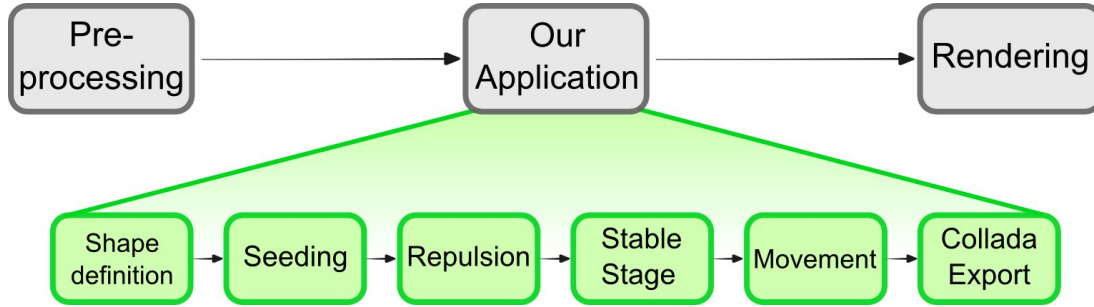 Pre-
processing
Our
Application
Rendering
Shape
definition
Seeding
Repulsion
Stable
Stage
Movement
Collada
Export